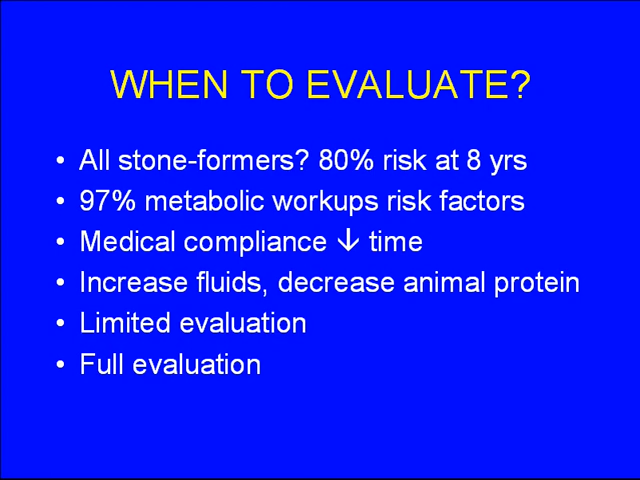 WHEN TO EVALUATE?
• All stone-formers? 80% risk at 8 yrs
• 97% metabolic workups risk factors
• Medical compliance ↓ time
• Increase fluids, decrease animal protein
• Limited evaluation
• Full evaluation